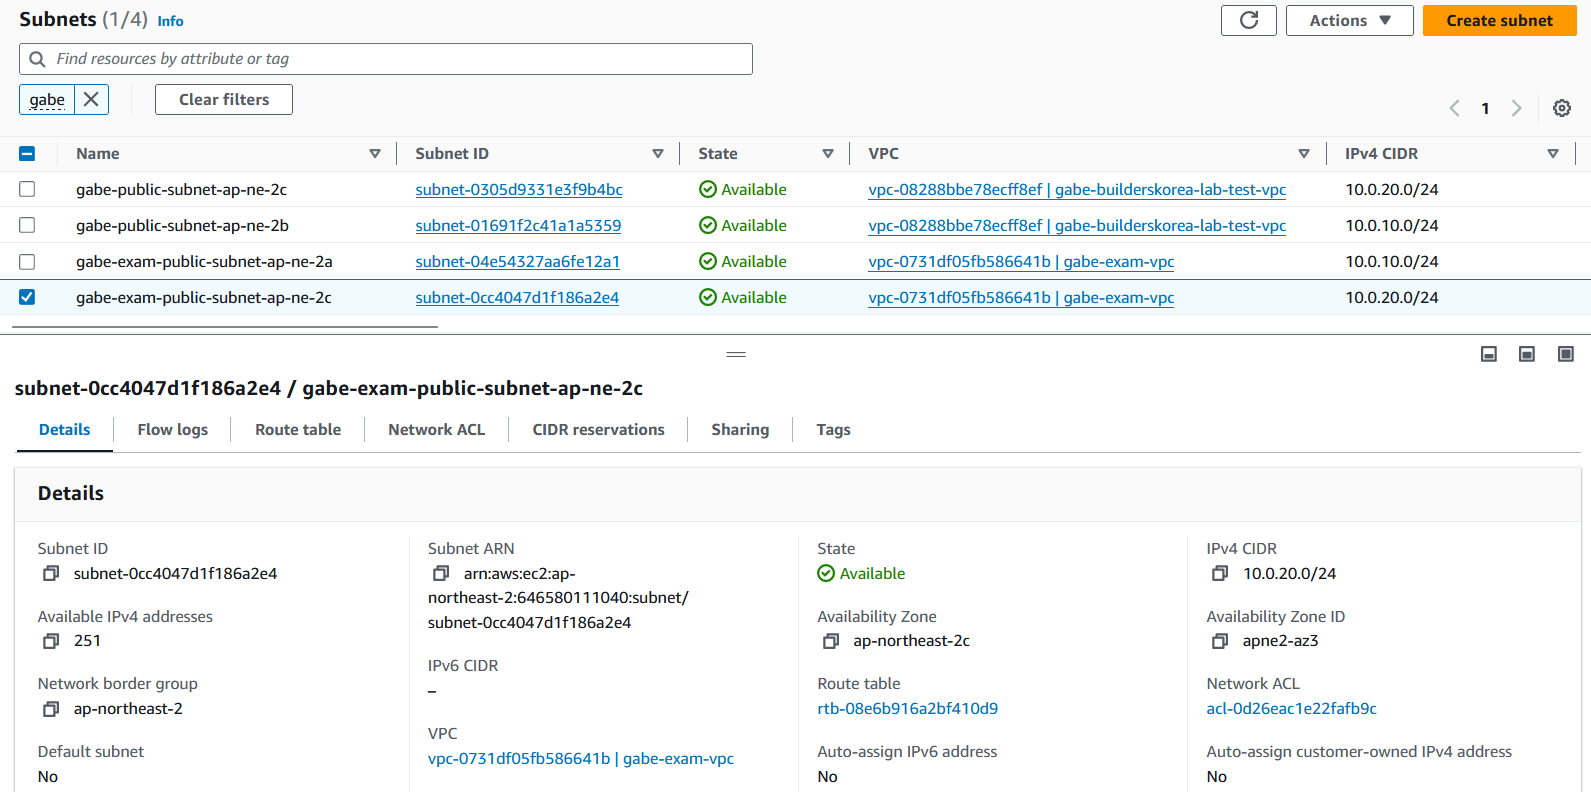 Subnets (1/4) Info
Actions
Create subnet
Find resources by attribute or tag
gabe
Clear filters
1
Name Subnet ID State VPC IPv4 CIDR
gabe-public-subnet-ap-ne-2c subnet-0305d9331e3f9b4bc Available vpc-08288bbe78ecff8ef | gabe-builderskorea-lab-test-vpc 10.0.20.0/24
gabe-public-subnet-ap-ne-2b subnet-01691f2c41a1a5359 Available vpc-08288bbe78ecff8ef | gabe-builderskorea-lab-test-vpc 10.0.10.0/24
gabe-exam-public-subnet-ap-ne-2a subnet-04e54327aa6fe12a1 Available vpc-0731df05fb586641b | gabe-exam-vpc 10.0.10.0/24
gabe-exam-public-subnet-ap-ne-2c subnet-0cc4047d1f186a2e4 Available vpc-0731df05fb586641b | gabe-exam-vpc 10.0.20.0/24
subnet-0cc4047d1f186a2e4 / gabe-exam-public-subnet-ap-ne-2c
Details Flow logs Route table Network ACL CIDR reservations Sharing Tags
Details
Subnet ID
subnet-0cc4047d1f186a2e4
Available IPv4 addresses
251
Network border group
ap-northeast-2
Default subnet
No
Subnet ARN
arn:aws:ec2:ap-
northeast-2:646580111040:subnet/
subnet-0cc4047d1f186a2e4
IPv6 CIDR
–
VPC
vpc-0731df05fb586641b | gabe-exam-vpc
State
Available
Availability Zone
ap-northeast-2c
Route table
rtb-08e6b916a2bf410d9
Auto-assign IPv6 address
No
IPv4 CIDR
10.0.20.0/24
Availability Zone ID
apne2-az3
Network ACL
acl-0d26eac1e22fafb9c
Auto-assign customer-owned IPv4 address
No